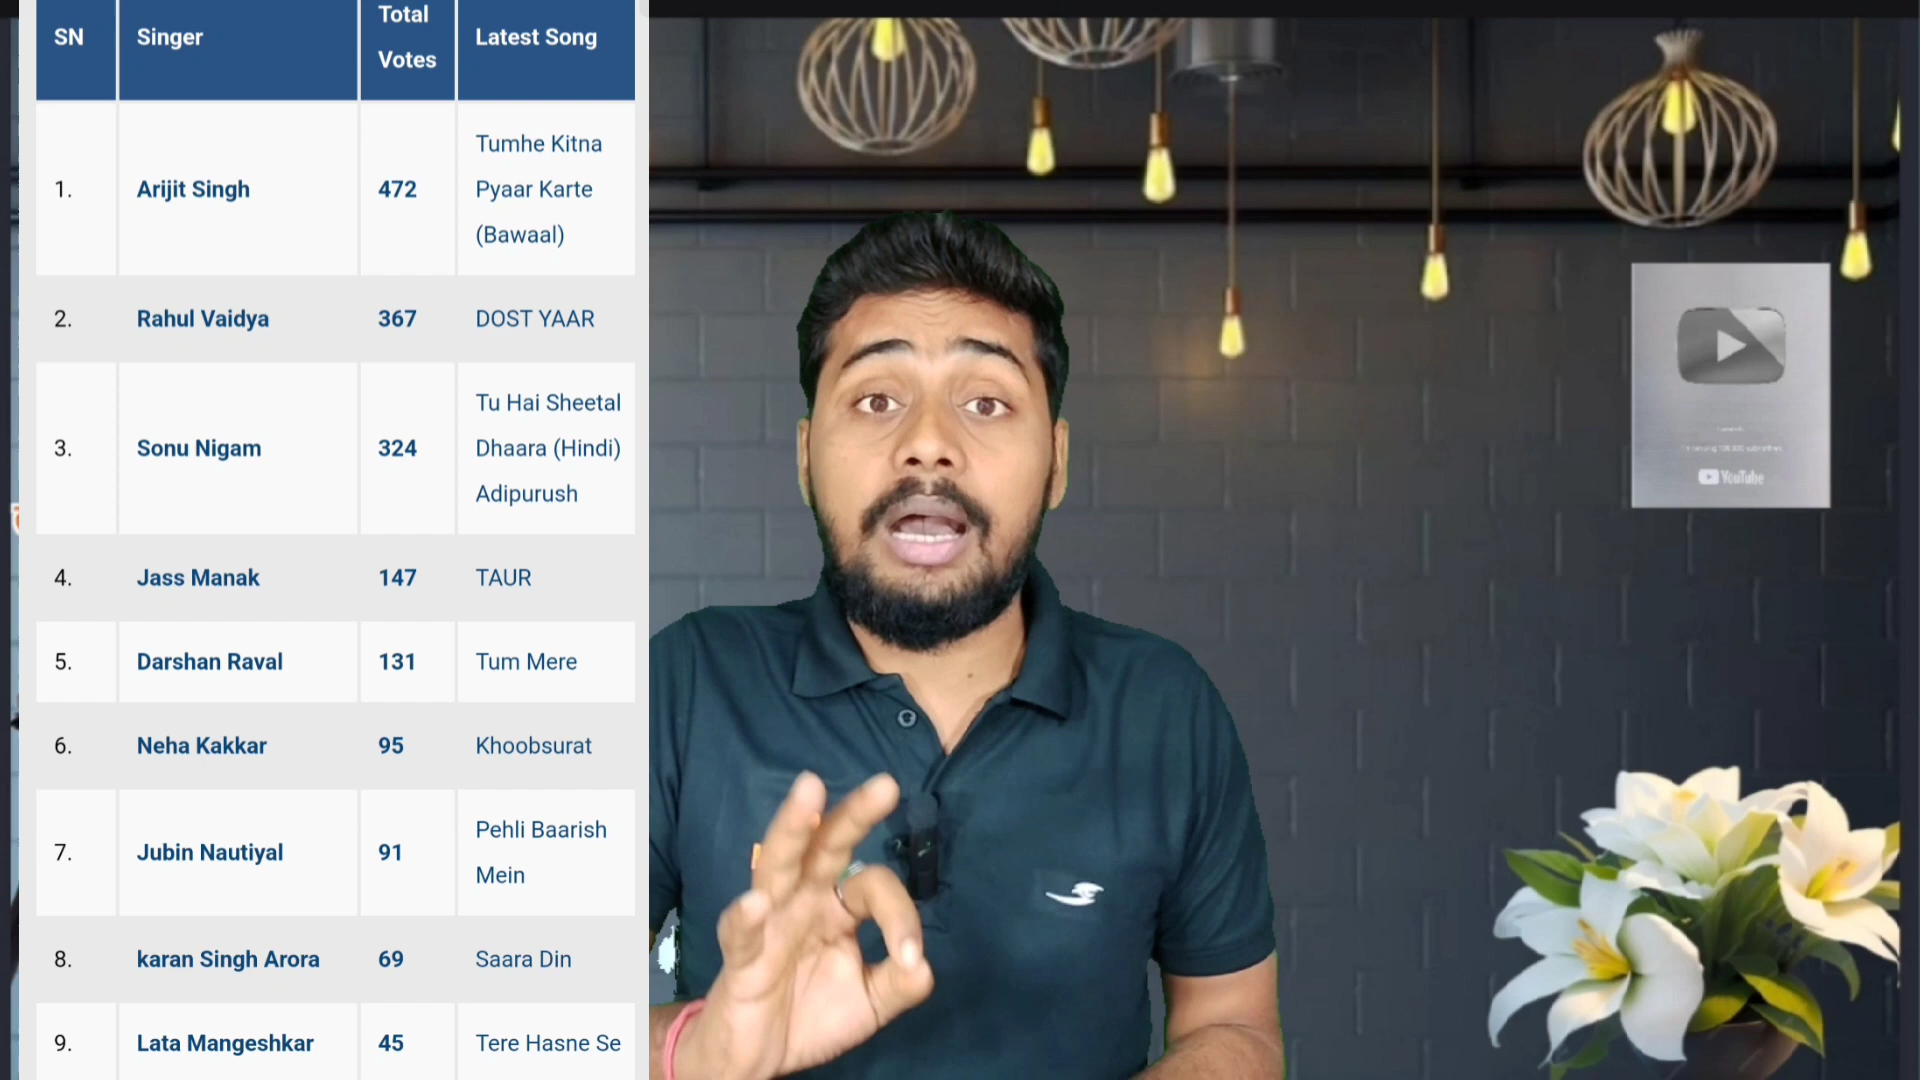 SN Singer Total Votes Latest Song
1. Arijit Singh 472 Tumhe Kitna Pyaar Karte (Bawaal)
2. Rahul Vaidya 367 DOST YAAR
3. Sonu Nigam 324 Tu Hai Sheetal Dhaara (Hindi) Adipurush
4. Jass Manak 147 TAUR
5. Darshan Raval 131 Tum Mere
6. Neha Kakkar 95 Khoobsurat
7. Jubin Nautiyal 91 Pehli Baarish Mein
8. karan Singh Arora 69 Saara Din
9. Lata Mangeshkar 45 Tere Hasne Se
YouTube